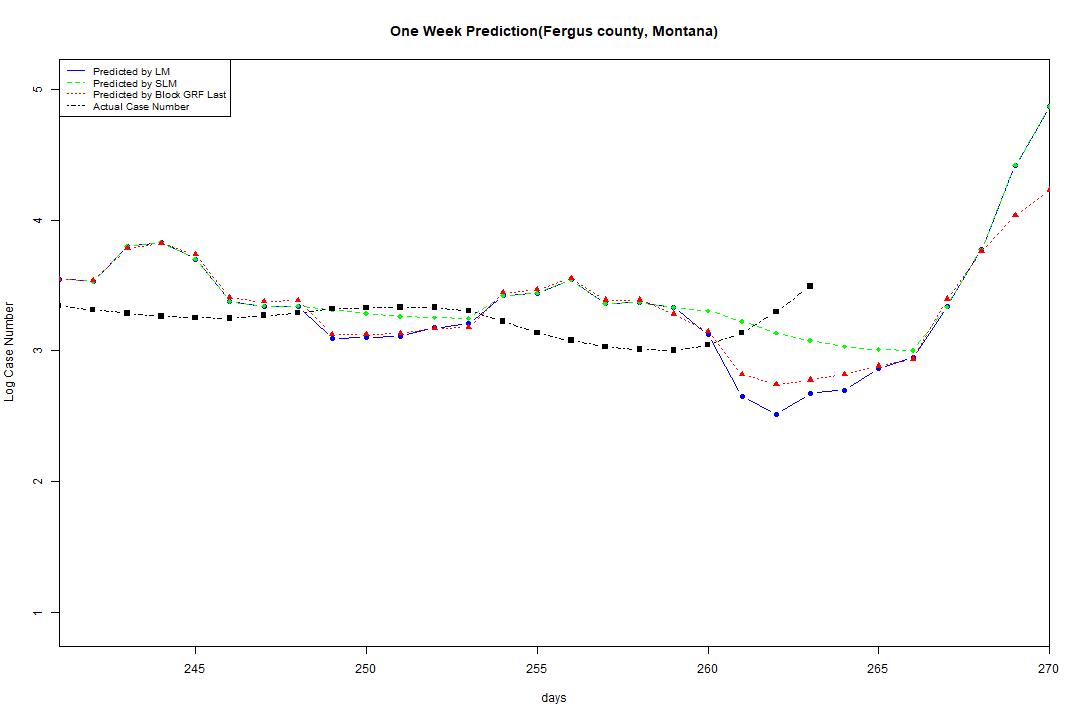 One Week Prediction(Fergus county, Montana)
Predicted by LM
Predicted by SLM
Predicted by Block GRF Last
Actual Case Number
5
4
3
2
1
Log Case Number
245 250 255 260 265 270
days